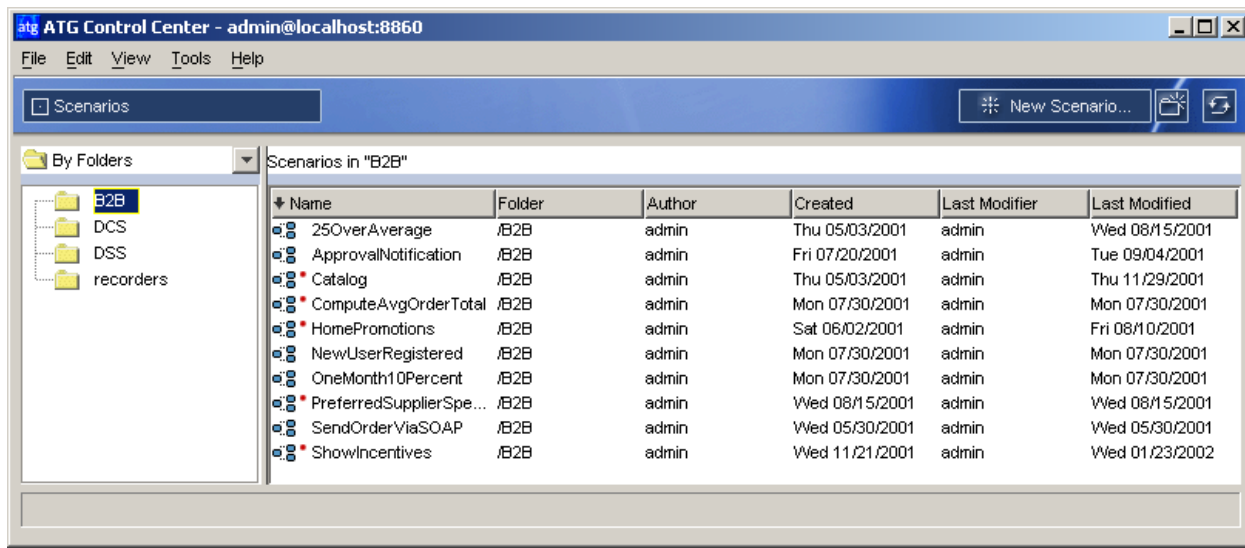 atg ATG Control Center - admin@localhost:8860
File Edit View Tools Help
Scenarios New Scenario...
By Folders
Scenarios in "B2B"
B2B
DCS
DSS
recorders
Name Folder Author Created Last Modifier Last Modified
25OverAverage /B2B admin Thu 05/03/2001 admin Wed 08/15/2001
ApprovalNotification /B2B admin Fri 07/20/2001 admin Tue 09/04/2001
Catalog /B2B admin Thu 05/03/2001 admin Thu 11/29/2001
ComputeAvgOrderTotal /B2B admin Mon 07/30/2001 admin Mon 07/30/2001
HomePromotions /B2B admin Sat 06/02/2001 admin Fri 08/10/2001
NewUserRegistered /B2B admin Mon 07/30/2001 admin Mon 07/30/2001
OneMonth10Percent /B2B admin Mon 07/30/2001 admin Mon 07/30/2001
PreferredSupplierSpe... /B2B admin Wed 08/15/2001 admin Wed 08/15/2001
SendOrderViaSOAP /B2B admin Wed 05/30/2001 admin Wed 05/30/2001
ShowIncentives /B2B admin Wed 11/21/2001 admin Wed 01/23/2002